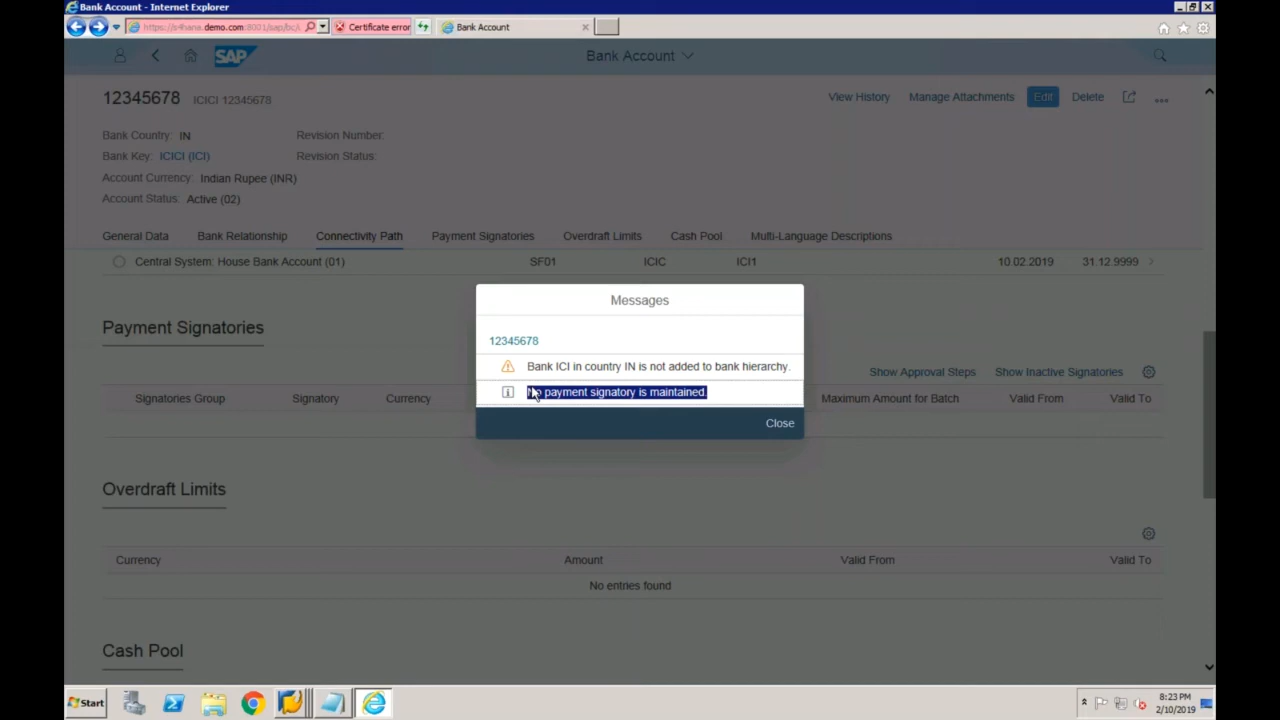 Bank Account - Internet Explorer
https://s4hana.demo.com:8001/sap/bc/ Certificate error Bank Account
SAP Bank Account
12345678 ICICI 12345678 View History Manage Attachments Edit Delete
Bank Country: IN Revision Number:
Bank Key: ICICI (ICI) Revision Status:
Account Currency: Indian Rupee (INR)
Account Status: Active (02)
General Data Bank Relationship Connectivity Path Payment Signatories Overdraft Limits Cash Pool Multi-Language Descriptions
Central System: House Bank Account (01) SF01 ICIC ICI1 10.02.2019 31.12.9999
Messages
Payment Signatories
12345678
Bank ICI in country IN is not added to bank hierarchy.
Show Approval Steps Show Inactive Signatories
No payment signatory is maintained.
Signatories Group Signatory Currency Maximum Amount for Batch Valid From Valid To
Close
Overdraft Limits
Currency Amount Valid From Valid To
No entries found
Cash Pool
Start
8:23 PM
2/10/2019